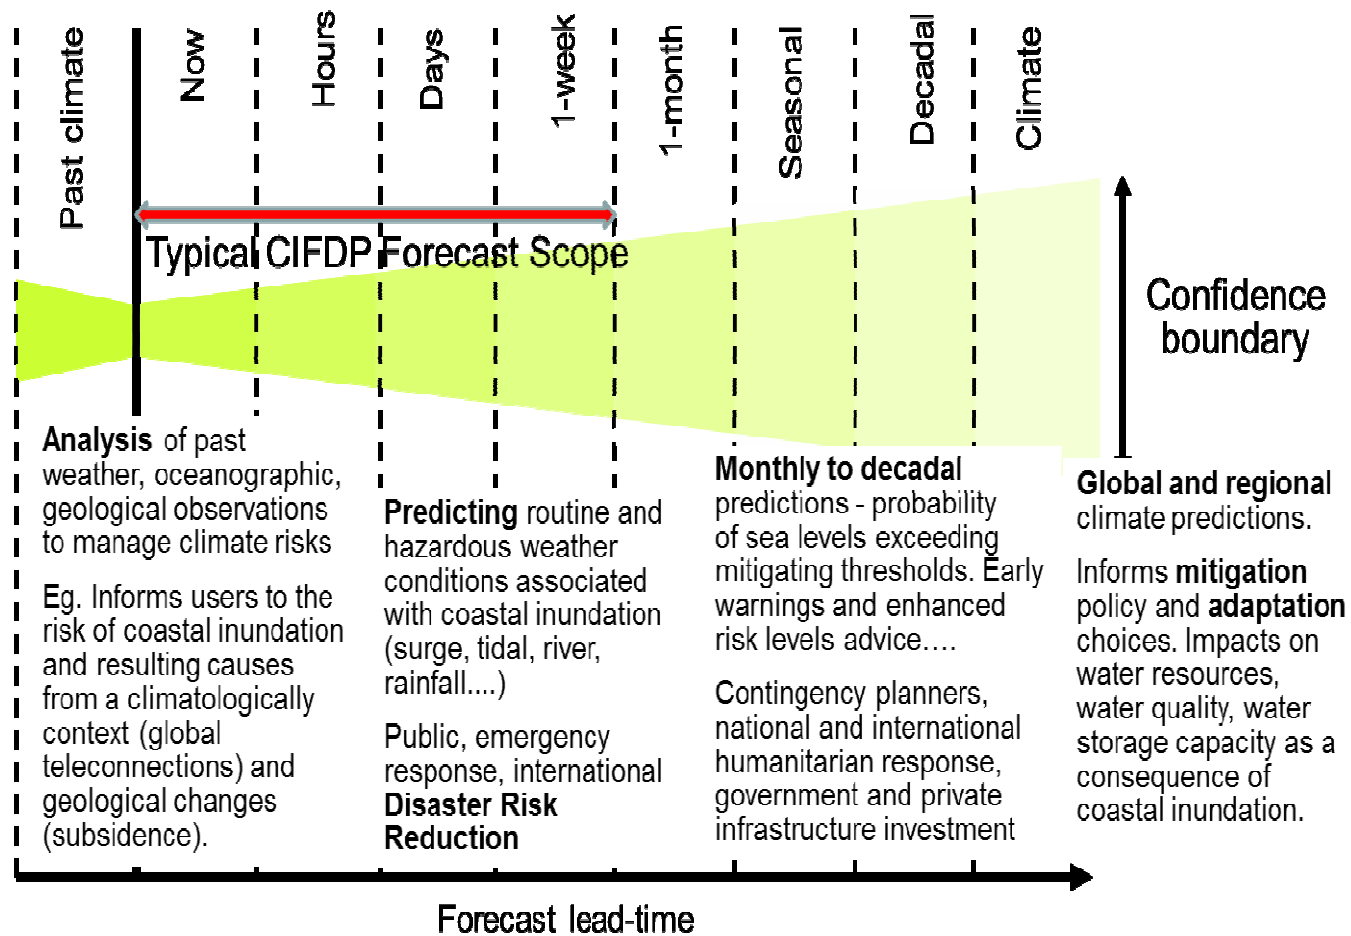 Past climate
Now
Hours
Days
1-week
1-month
Seasonal
Decadal
Climate
Typical CIFDP Forecast Scope
Confidence
boundary
Analysis of past
weather, oceanographic,
geological observations
to manage climate risks
Eg. Informs users to the
risk of coastal inundation
and resulting causes
from a climatologically
context (global
teleconnections) and
geological changes
(subsidence).
Predicting routine and
hazardous weather
conditions associated
with coastal inundation
(surge, tidal, river,
rainfall....)
Public, emergency
response, international
Disaster Risk
Reduction
Monthly to decadal
predictions - probability
of sea levels exceeding
mitigating thresholds. Early
warnings and enhanced
risk levels advice....
Contingency planners,
national and international
humanitarian response,
government and private
infrastructure investment
Global and regional
climate predictions.
Informs mitigation
policy and adaptation
choices. Impacts on
water resources,
water quality, water
storage capacity as a
consequence of
coastal inundation.
Forecast lead-time